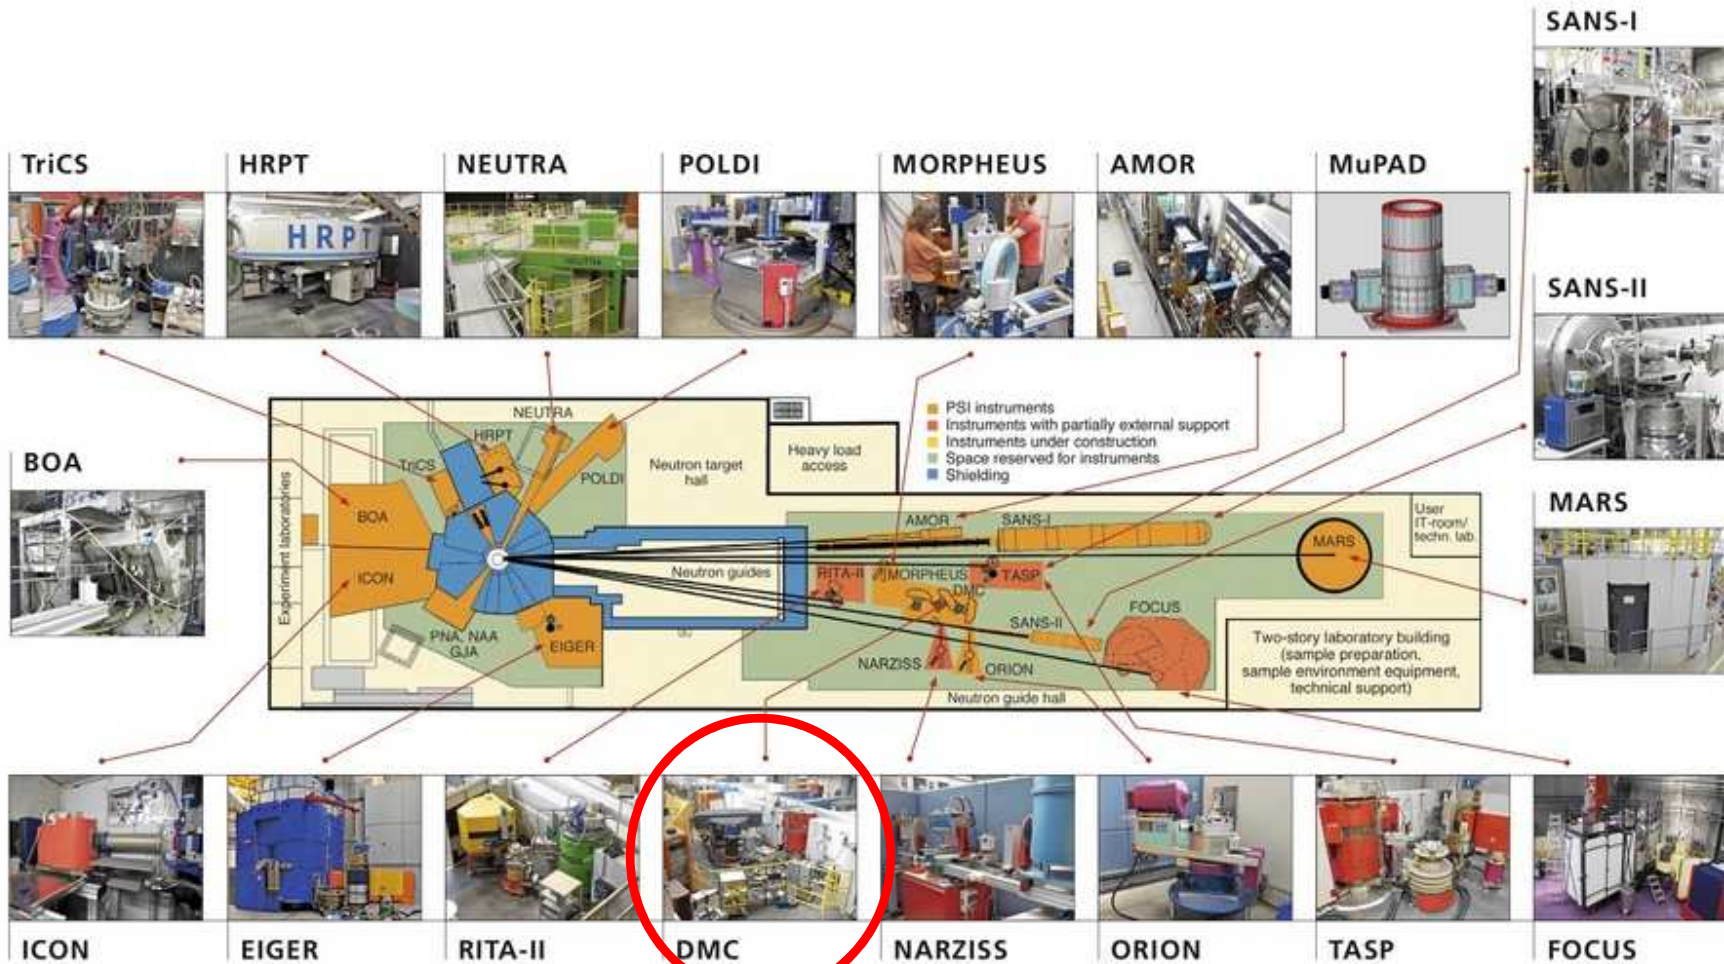 SANS-I
TriCS
HRPT
NEUTRA
POLDI
MORPHEUS
AMOR
MuPAD
HRPT
NEUTRA
SANS-II
BOA
MARS
PSI instruments
Instruments with partially external support
Instruments under construction
Space reserved for instruments
Shielding
NEUTRA
HRPT
TriCS
POLDI
Neutron target
hall
Heavy load
access
BOA
ICON
Experiment laboratories
PNA, NAA
GJA
EIGER
Neutron guides
AMOR
SANS-I
RITA-II
MORPHEUS
TASP
DMC
MARS
User
IT-room/
techn. lab.
SANS-II
FOCUS
NARZISS
ORION
Neutron guide hall
Two-story laboratory building
(sample preparation,
sample environment equipment,
technical support)
ICON
EIGER
RITA-II
DMC
NARZISS
ORION
TASP
FOCUS